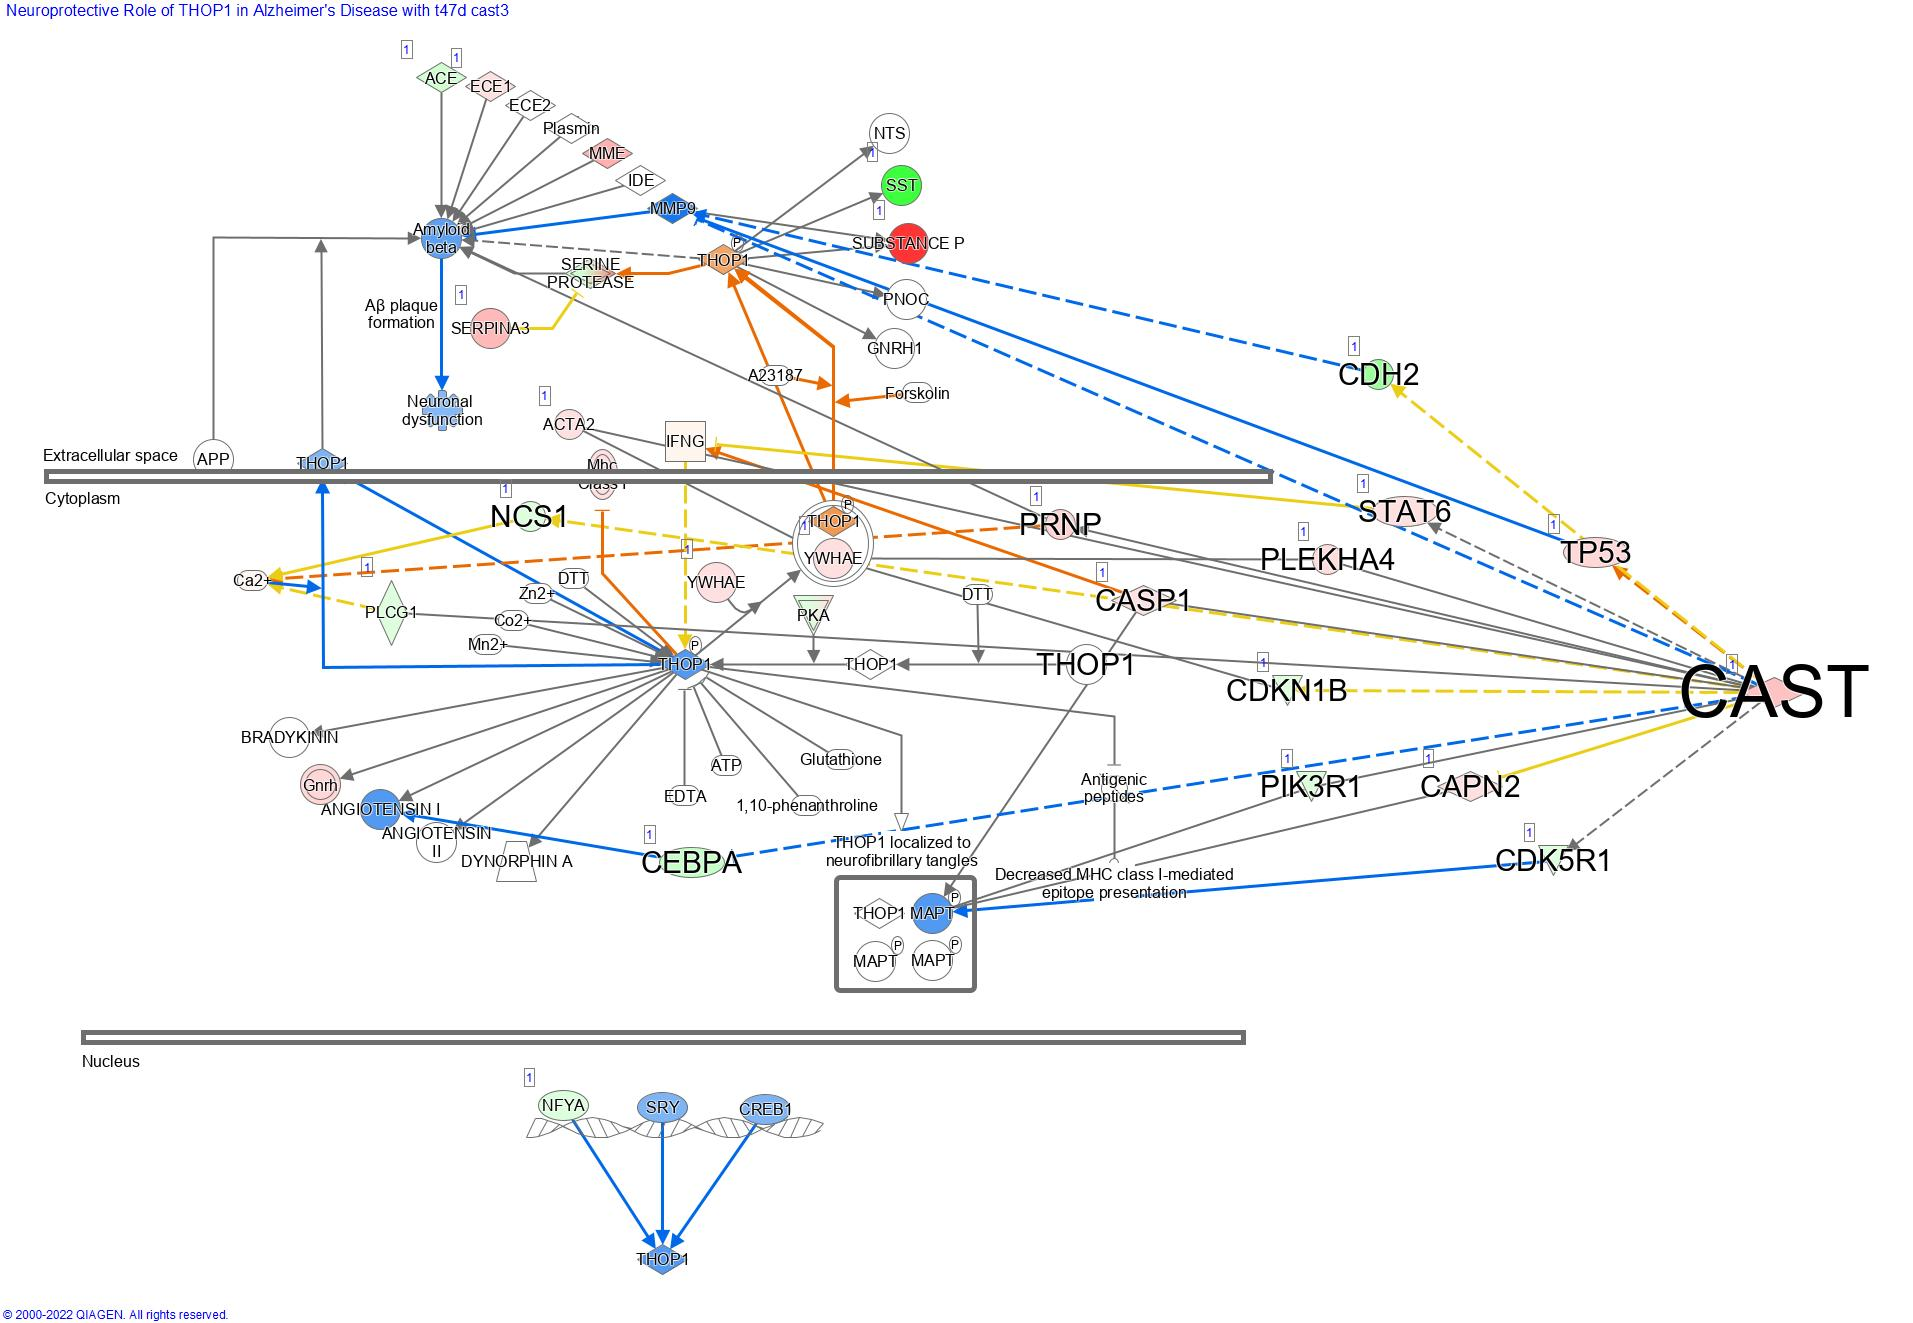 Neuroprotective Role of THOP1 in Alzheimer's Disease with t47d cast3
1
1
ACE
ECE1
ECE2
Plasmin
MME
IDE
MMP9
NTS
1
SST
1
SUBSTANCE P
Amyloid
beta
P
THOP1
SERINE
PROTEASE
1
SERPINA3
Aβ plaque
formation
PNOC
GNRH1
1
CDH2
A23187
Forskolin
Neuronal
dysfunction
1
ACTA2
IFNG
Extracellular space
APP
THOP1
Mhc
Class I
Cytoplasm
1
NCS1
P
THOP1
1
YWHAE
1
PRNP
1
STAT6
1
PLEKHA4
1
TP53
1
Ca2+
1
PLCG1
DTT
Zn2+
Co2+
Mn2+
YWHAE
PKA
DTT
1
CASP1
P
THOP1
THOP1
THOP1
1
CDKN1B
1
CAST
BRADYKININ
Gnrh
ANGIOTENSIN I
ANGIOTENSIN
II
DYNORPHIN A
EDTA
ATP
Glutathione
1,10-phenanthroline
Antigenic
peptides
1
PIK3R1
1
CAPN2
1
CEBPA
THOP1 localized to
neurofibrillary tangles
Decreased MHC class I-mediated
epitope presentation
1
CDK5R1
THOP1
MAPT
P
MAPT
P
MAPT
P
Nucleus
1
NFYA
SRY
CREB1
THOP1
© 2000-2022 QIAGEN. All rights reserved.